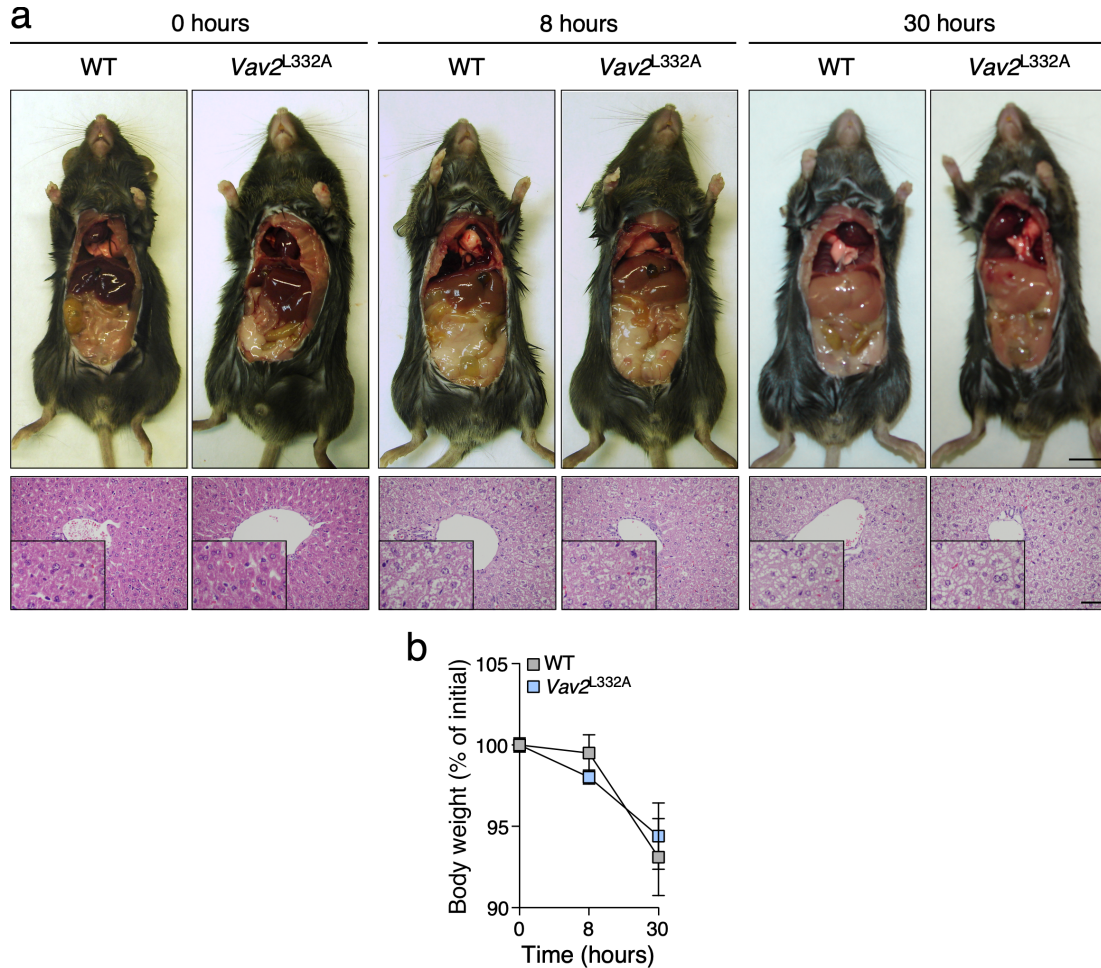 a
0 hours
8 hours
30 hours
WT
Vav2L332A
WT
Vav2L332A
WT
Vav2L332A
b
WT
Vav2L332A
Body weight (% of initial)
105
100
95
90
0
8
30
Time (hours)